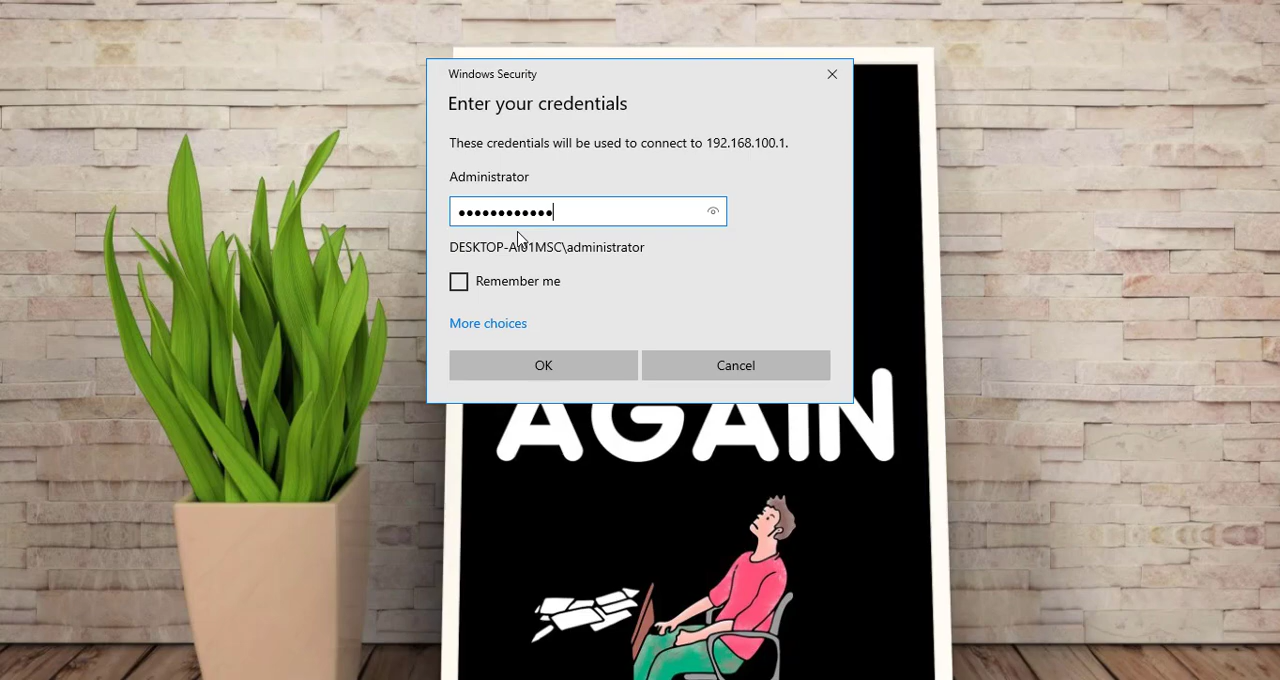 Windows Security
Enter your credentials
These credentials will be used to connect to 192.168.100.1.
Administrator
\administrator
Remember me
More choices
OK
Cancel
AGAIN